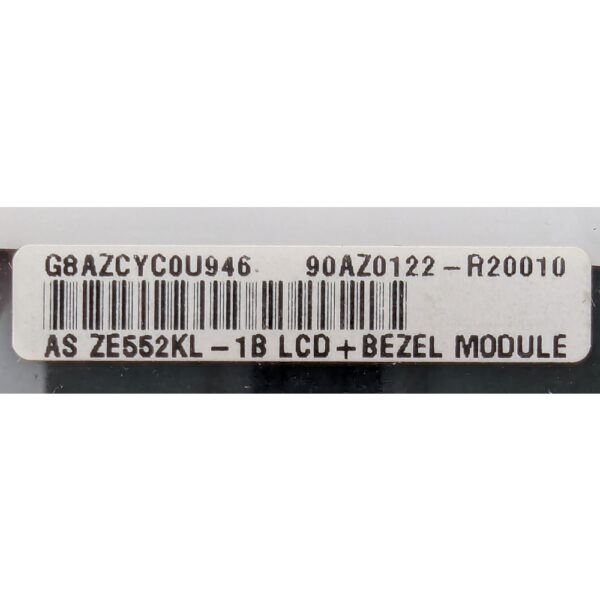 G8AZCYC0U946 90AZ0122-R20010
AS ZE552KL-1B LCD+BEZEL MODULE